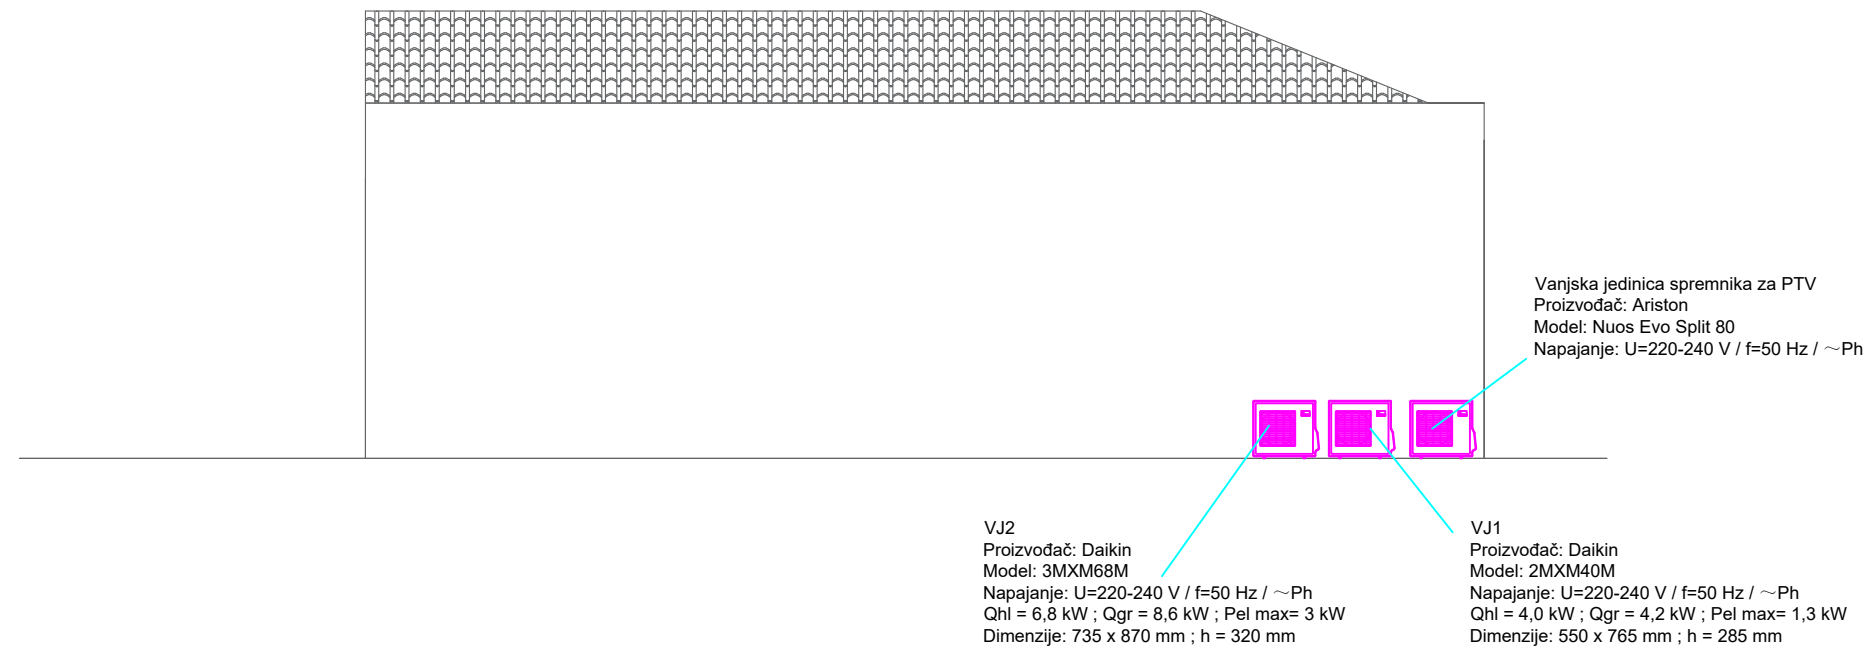 Vanjska jedinica spremnika za PTV
Proizvođač: Ariston
Model: Nuos Evo Split 80
Napajanje: U=220-240 V / f=50 Hz / ～Ph
VJ2
Proizvođač: Daikin
Model: 3MXM68M
Napajanje: U=220-240 V / f=50 Hz / ～Ph
Qhl = 6,8 kW ; Qgr = 8,6 kW ; Pel max= 3 kW
Dimenzije: 735 x 870 mm ; h = 320 mm
VJ1
Proizvođač: Daikin
Model: 2MXM40M
Napajanje: U=220-240 V / f=50 Hz / ～Ph
Qhl = 4,0 kW ; Qgr = 4,2 kW ; Pel max= 1,3 kW
Dimenzije: 550 x 765 mm ; h = 285 mm